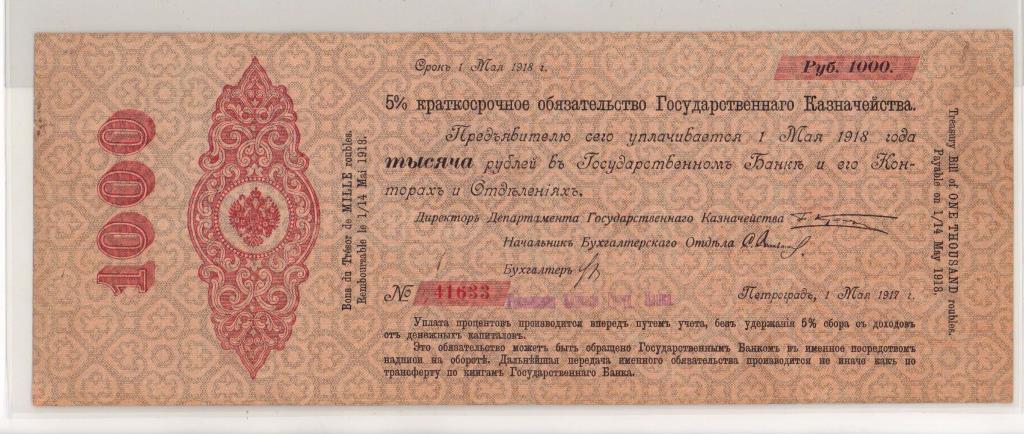 1000
Bons du Trésor de MILLE roubles.
Remboursable le 1/14 Mai 1918.
Срокъ 1 Мая 1918 г.
Руб. 1000.
5% краткосрочное обязательство Государственнаго Казначейства.
Предъявителю сего уплачивается 1 Мая 1918 года
тысяча рублей въ Государственномъ Банкѣ и его Кон-
торахъ и Отдѣленіяхъ.
Директоръ Департамента Государственнаго Казначейства
Начальникъ Бухгалтерскаго Отдѣла
Бухгалтеръ
№ 41633
Петроградъ, 1 Мая 1917 г.
Уплата процентовъ производится впередъ путемъ учета, безъ удержанія 5% сбора съ доходовъ
отъ денежныхъ капиталовъ.
Это обязательство можетъ быть обращено Государственнымъ Банкомъ въ именное посредствомъ
надписи на оборотѣ. Дальнѣйшая передача именного обязательства производится не иначе какъ по
трансферту по книгамъ Государственнаго Банка.
Treasury Bill of ONE THOUSAND roubles.
Payable on 1/14 May 1918.